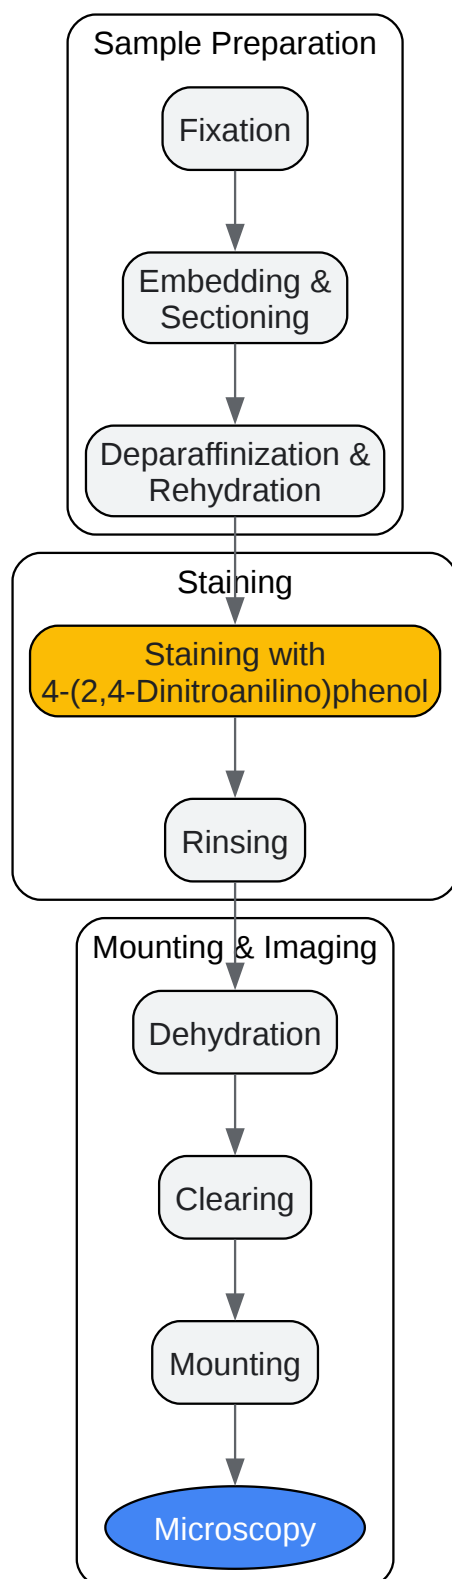 Sample Preparation
Fixation
Embedding &
Sectioning
Deparaffinization &
Rehydration
Staining
Staining with
4-(2,4-Dinitroanilino)phenol
Rinsing
Mounting & Imaging
Dehydration
Clearing
Mounting
Microscopy